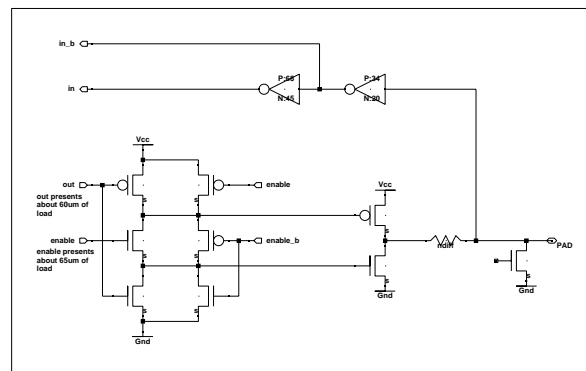 in_b
P:68
P:34
in
N:45
N:20
Vcc
out
enable
Vcc
out presents
about 60um of
load
s
s
enable
enable_b
s
s
ndiff
PAD
enable presents
about 65um of
load
s
s
s
Gnd
Gnd
s
s
Gnd